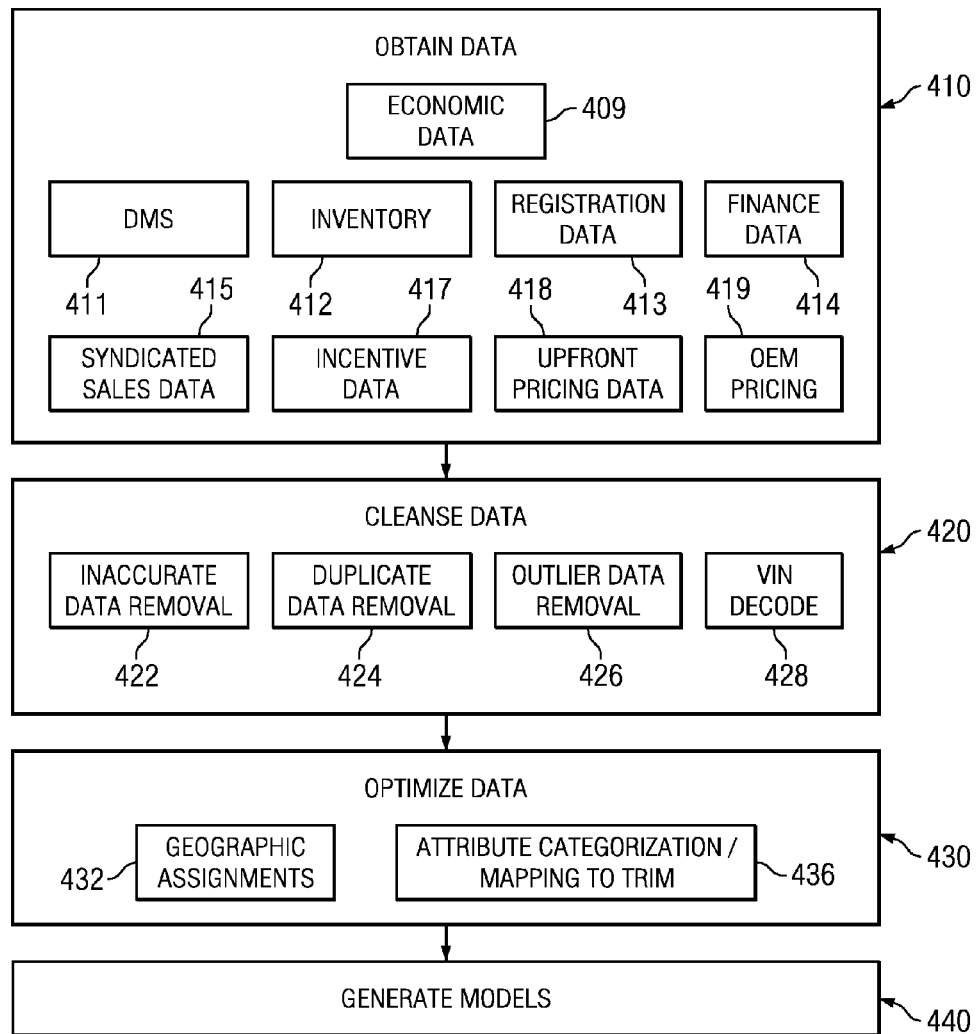 OBTAIN DATA
410
ECONOMIC
DATA
409
DMS
INVENTORY
REGISTRATION
DATA
FINANCE
DATA
411
415
412
417
418
413
419
414
SYNDICATED
SALES DATA
INCENTIVE
DATA
UPFRONT
PRICING DATA
OEM
PRICING
CLEANSE DATA
420
INACCURATE
DATA REMOVAL
DUPLICATE
DATA REMOVAL
OUTLIER DATA
REMOVAL
VIN
DECODE
422
424
426
428
OPTIMIZE DATA
430
432
GEOGRAPHIC
ASSIGNMENTS
ATTRIBUTE CATEGORIZATION /
MAPPING TO TRIM
436
GENERATE MODELS
440